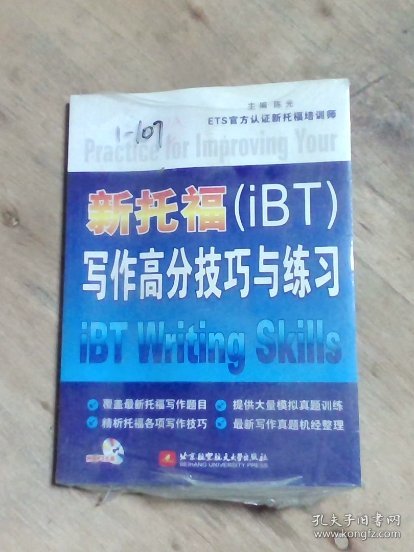 主编 陈光
ETS官方认证新托福培训师
1-107
Practice for Improving Your
新托福(iBT)
写作高分技巧与练习
iBT Writing Skills
覆盖最新托福写作题目
提供大量模拟真题训练
精析托福各项写作技巧
最新写作真题机经整理
北京航空航天大学出版社
BEIHANG UNIVERSITY PRESS
孔夫子旧书网
www.kongfz.com